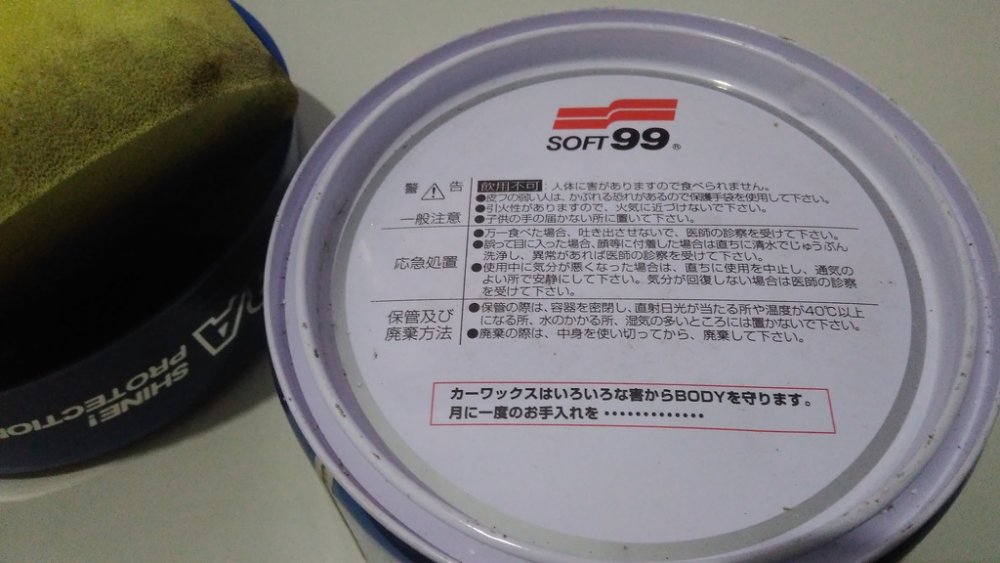 SOFT99®
警⚠告
飲用不可：人体に害がありますので食べられません。
●皮フの弱い人は、かぶれる恐れがあるので保護手袋を使用して下さい。
一般注意
●引火性がありますので、火気に近づけないで下さい。
●子供の手の届かない所に置いて下さい。
応急処置
●万一食べた場合、吐き出させないで、医師の診察を受けて下さい。
●誤って目に入った場合、顔等に付着した場合は直ちに清水でじゅうぶん
洗浄し、異常があれば医師の診察を受けて下さい。
●使用中に気分が悪くなった場合は、直ちに使用を中止し、通気の
よい所で安静にして下さい。気分が回復しない場合は医師の診察
を受けて下さい。
保管及び
廃棄方法
●保管の際は、容器を密閉し、直射日光が当たる所や温度が40℃以上
になる所、水のかかる所、湿気の多いところには置かないで下さい。
●廃棄の際は、中身を使い切ってから、廃棄して下さい。
カーワックスはいろいろな害からBODYを守ります。
月に一度のお手入れを・・・・・・・・・・・・・
SHINE!
PROTECTION